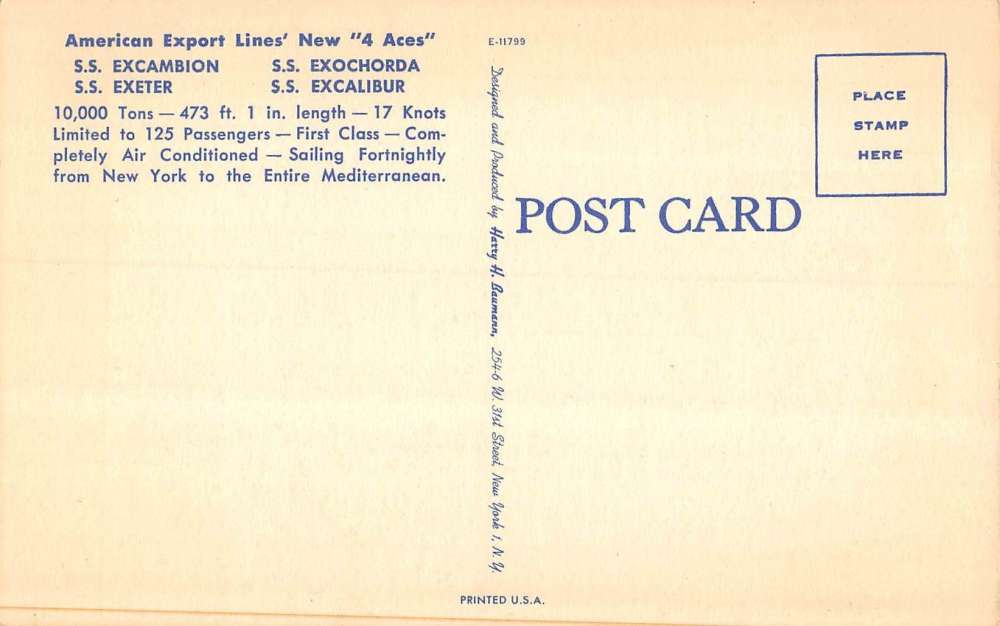 American Export Lines' New "4 Aces"
S.S. EXCAMBION S.S. EXOCHORDA
S.S. EXETER S.S. EXCALIBUR
10,000 Tons — 473 ft. 1 in. length — 17 Knots
Limited to 125 Passengers — First Class — Com-
pletely Air Conditioned — Sailing Fortnightly
from New York to the Entire Mediterranean.
E-11799
Designed and Produced by Harry H. Baumann, 254-6 W. 31st Street, New York 1, N. Y.
POST CARD
PLACE
STAMP
HERE
PRINTED U.S.A.